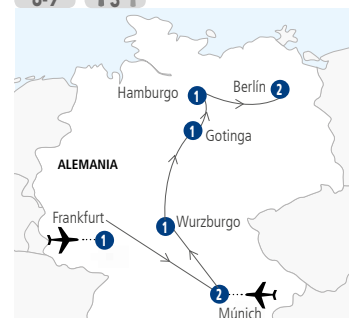 Hamburgo
1
Berlín
2
1
Gotinga
ALEMANIA
Frankfurt
1
1
Wurzburgo
2
Múnich